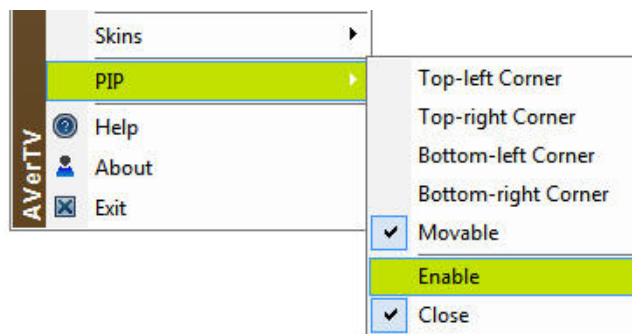 Skins
PIP
Help
About
Exit
AVerTV
Top-left Corner
Top-right Corner
Bottom-left Corner
Bottom-right Corner
Movable
Enable
Close